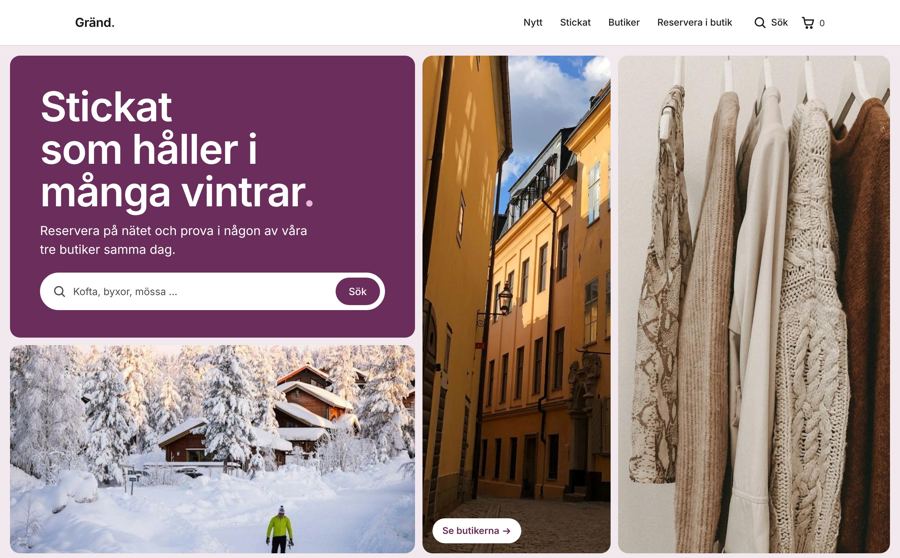 Gränd.
Nytt
Stickat
Butiker
Reservera i butik
Sök
0
Stickat
som håller i
många vintrar.
Reservera på nätet och prova i någon av våra
tre butiker samma dag.
Kofta, byxor, mössa ...
Sök
Se butikerna →